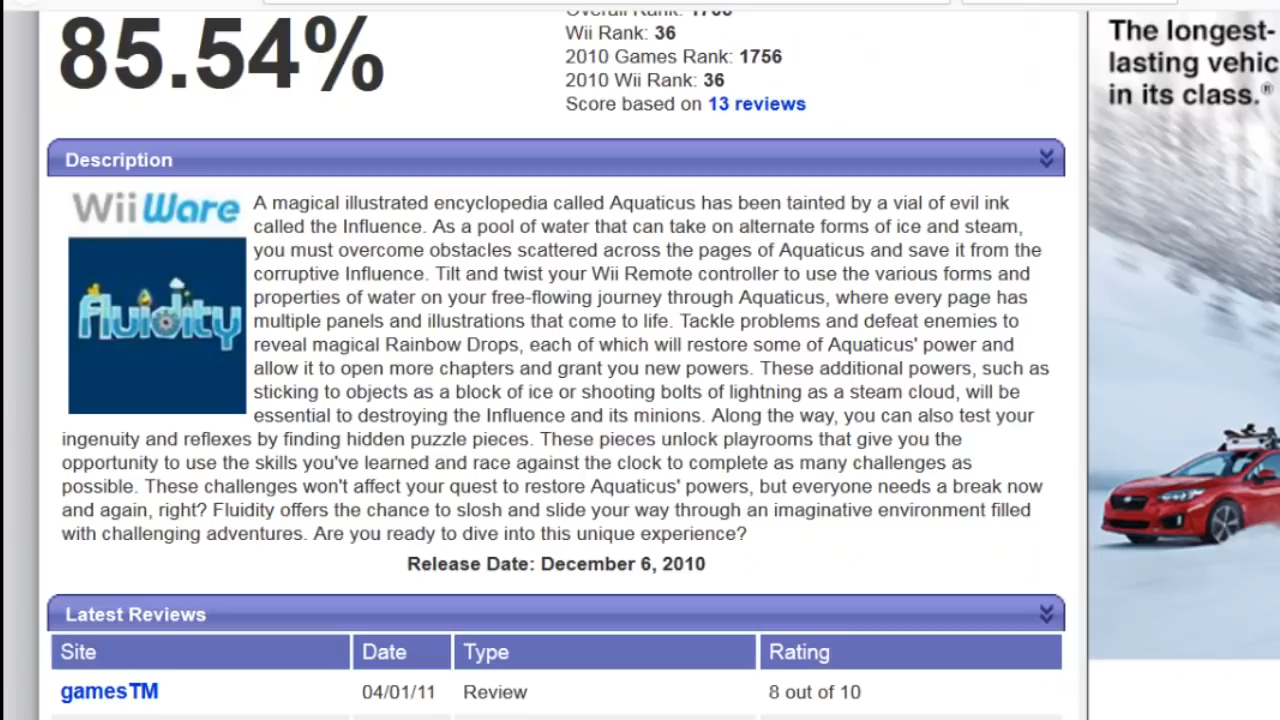 85.54%
Overall Rank: 1763
Wii Rank: 36
2010 Games Rank: 1756
2010 Wii Rank: 36
Score based on 13 reviews
The longest-
lasting vehic
in its class.®
Description
WiiWare
fluidity
A magical illustrated encyclopedia called Aquaticus has been tainted by a vial of evil ink
called the Influence. As a pool of water that can take on alternate forms of ice and steam,
you must overcome obstacles scattered across the pages of Aquaticus and save it from the
corruptive Influence. Tilt and twist your Wii Remote controller to use the various forms and
properties of water on your free-flowing journey through Aquaticus, where every page has
multiple panels and illustrations that come to life. Tackle problems and defeat enemies to
reveal magical Rainbow Drops, each of which will restore some of Aquaticus' power and
allow it to open more chapters and grant you new powers. These additional powers, such as
sticking to objects as a block of ice or shooting bolts of lightning as a steam cloud, will be
essential to destroying the Influence and its minions. Along the way, you can also test your
ingenuity and reflexes by finding hidden puzzle pieces. These pieces unlock playrooms that give you the
opportunity to use the skills you've learned and race against the clock to complete as many challenges as
possible. These challenges won't affect your quest to restore Aquaticus' powers, but everyone needs a break now
and again, right? Fluidity offers the chance to slosh and slide your way through an imaginative environment filled
with challenging adventures. Are you ready to dive into this unique experience?
Release Date: December 6, 2010
Latest Reviews
Site Date Type Rating
gamesTM 04/01/11 Review 8 out of 10